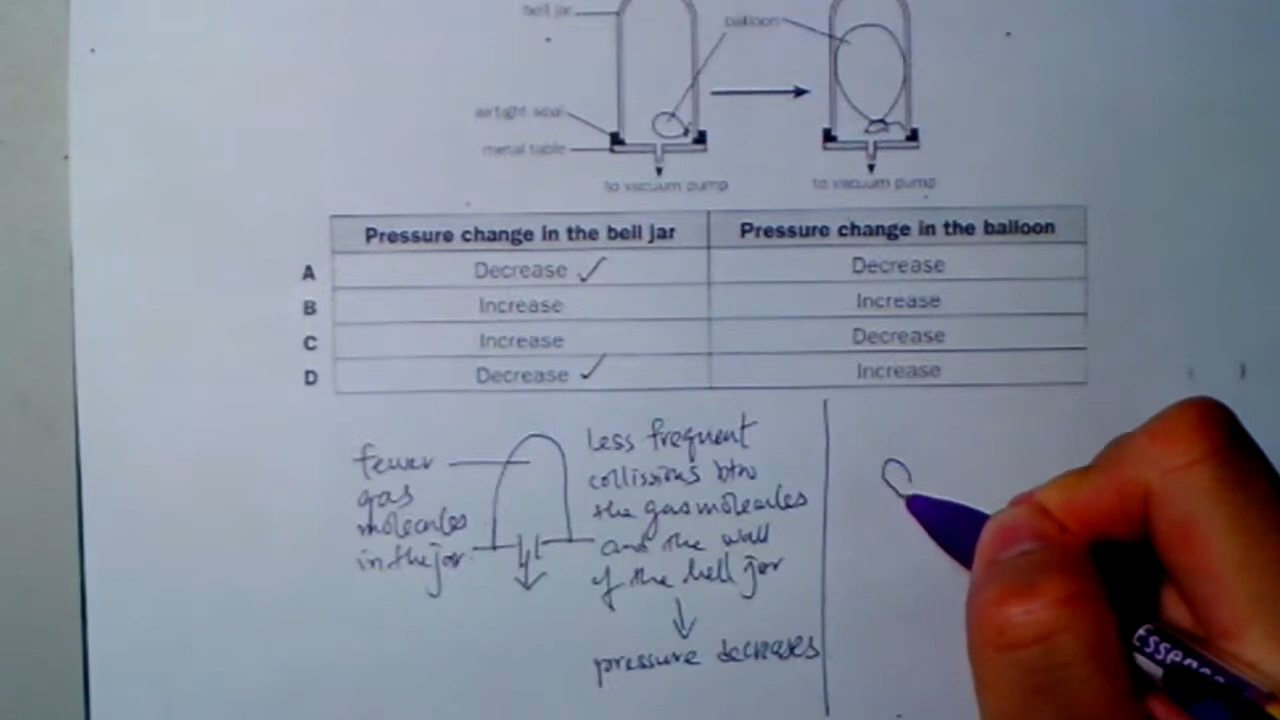 bell jar
balloon
airtight seal
metal table
to vacuum pump
to vacuum pump
Pressure change in the bell jar Pressure change in the balloon
A Decrease ✓ Decrease
B Increase Increase
C Increase Decrease
D Decrease ✓ Increase
fewer
gas
molecules
in the jar
less frequent
collissions btw
the gas molecules
and the wall
of the bell jar
↓
pressure decreases